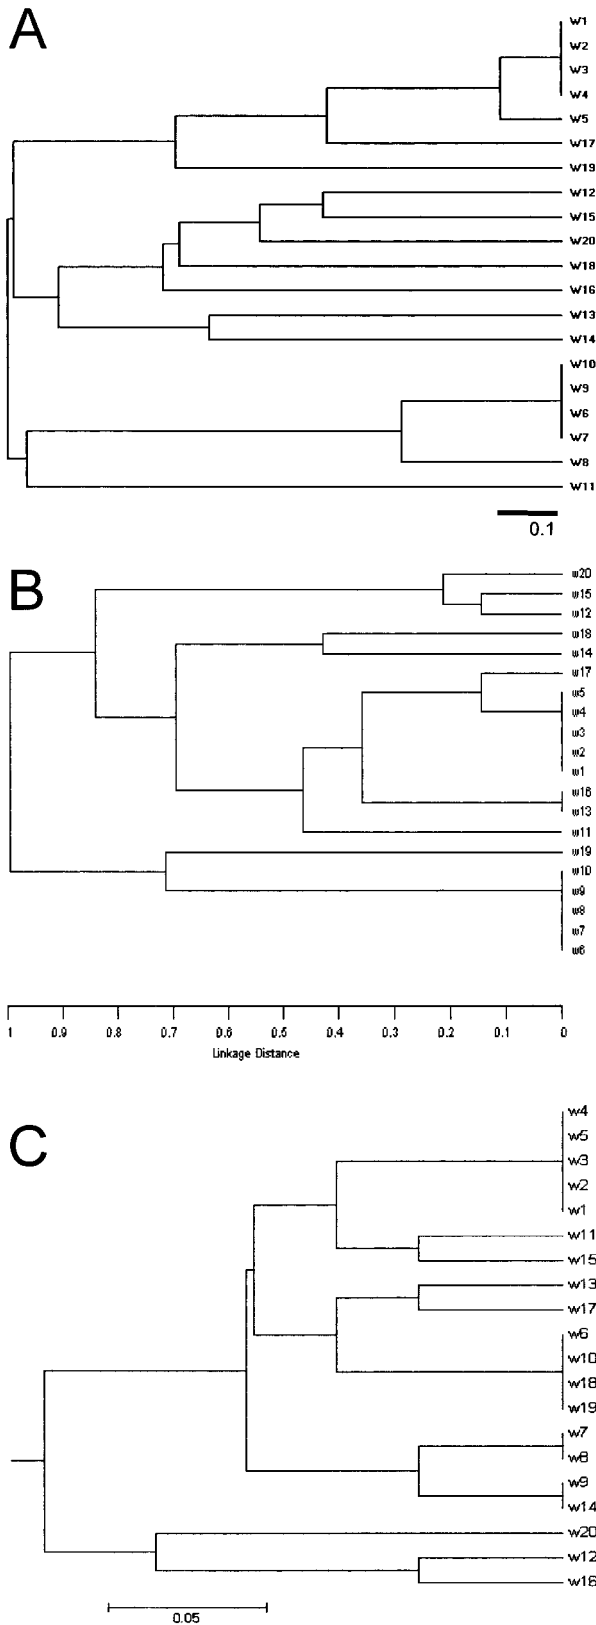 A
W1
W2
W3
W4
W5
W17
W19
W12
W15
W20
W18
W16
W13
W14
W10
W9
W6
W7
W8
W11
0.1
B
w20
w15
w12
w18
w14
w17
w5
w4
w3
w2
w1
w16
w13
w11
w19
w10
w9
w8
w7
w6
1 0.9 0.8 0.7 0.6 0.5 0.4 0.3 0.2 0.1 0
Linkage Distance
C
w4
w5
w3
w2
w1
w11
w15
w13
w17
w6
w10
w18
w19
w7
w8
w9
w14
w20
w12
w16
0.05